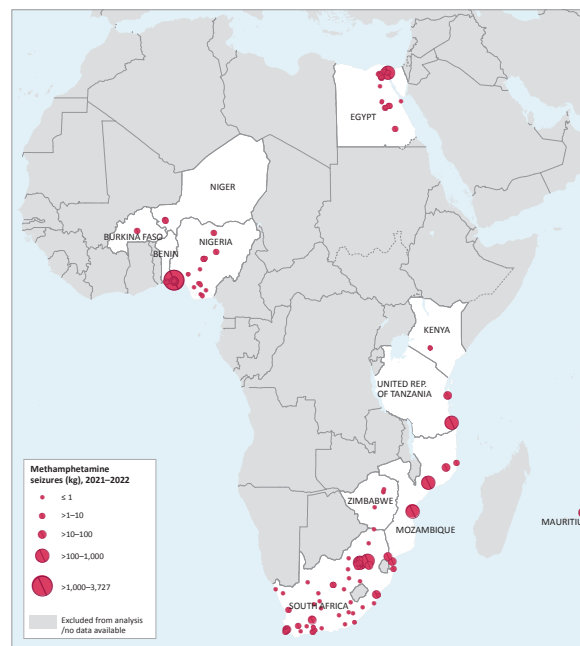 EGYPT
NIGER
BURKINA FASO
NIGERIA
BENIN
KENYA
UNITED REP.
OF TANZANIA
ZIMBABWE
MOZAMBIQUE
MAURITIU
SOUTH AFRICA
Methamphetamine
seizures (kg), 2021–2022
≤ 1
>1–10
>10–100
>100–1,000
>1,000–3,727
Excluded from analysis
/no data available